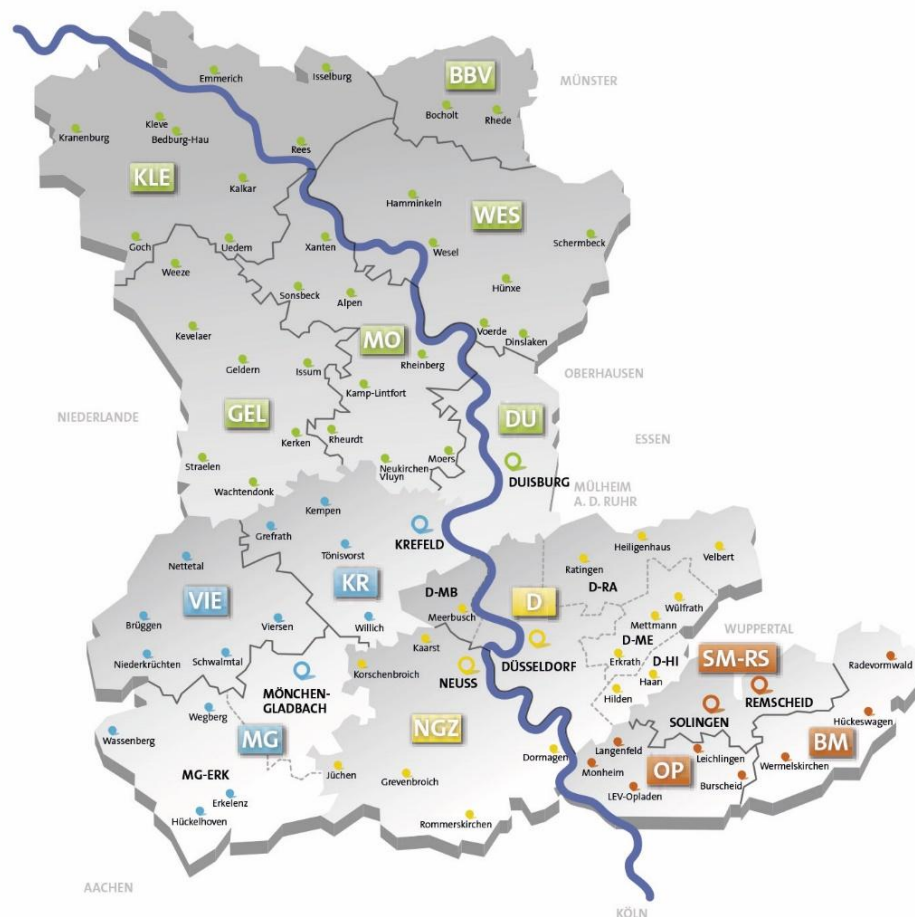 Emmerich
Isselburg
BBV
MÜNSTER
Bocholt
Rhede
Kranenburg
Kleve
Bedburg-Hau
Rees
KLE
Kalkar
Hamminkeln
WES
Goch
Uedem
Xanten
Wesel
Schermbeck
Weeze
Sonsbeck
Alpen
Hünxe
Kevelaer
MO
Voerde
Dinslaken
Geldern
Issum
Rheinberg
OBERHAUSEN
Kamp-Lintfort
NIEDERLANDE
GEL
DU
ESSEN
Kerken
Rheurdt
Moers
Straelen
Neukirchen-
Vluyn
DUISBURG
Wachtendonk
MÜLHEIM
A. D. RUHR
Kempen
Grefrath
KREFELD
Heiligenhaus
Velbert
Nettetal
Tönisvorst
Ratingen
VIE
KR
D-MB
D
D-RA
Wülfrath
Brüggen
Viersen
Willich
Meerbusch
Mettmann
WUPPERTAL
D-ME
Niederkrüchten
Schwalmtal
Kaarst
Korschenbroich
NEUSS
DÜSSELDORF
Erkrath
D-HI
Haan
SM-RS
Radevormwald
MÖNCHEN-
GLADBACH
Hilden
SOLINGEN
REMSCHEID
Wegberg
Hückeswagen
Wassenberg
MG
NGZ
Langenfeld
Leichlingen
BM
MG-ERK
Jüchen
Dormagen
Monheim
OP
Wermelskirchen
Grevenbroich
Burscheid
Erkelenz
LEV-Opladen
Hückelhoven
Rommerskirchen
AACHEN
KÖLN